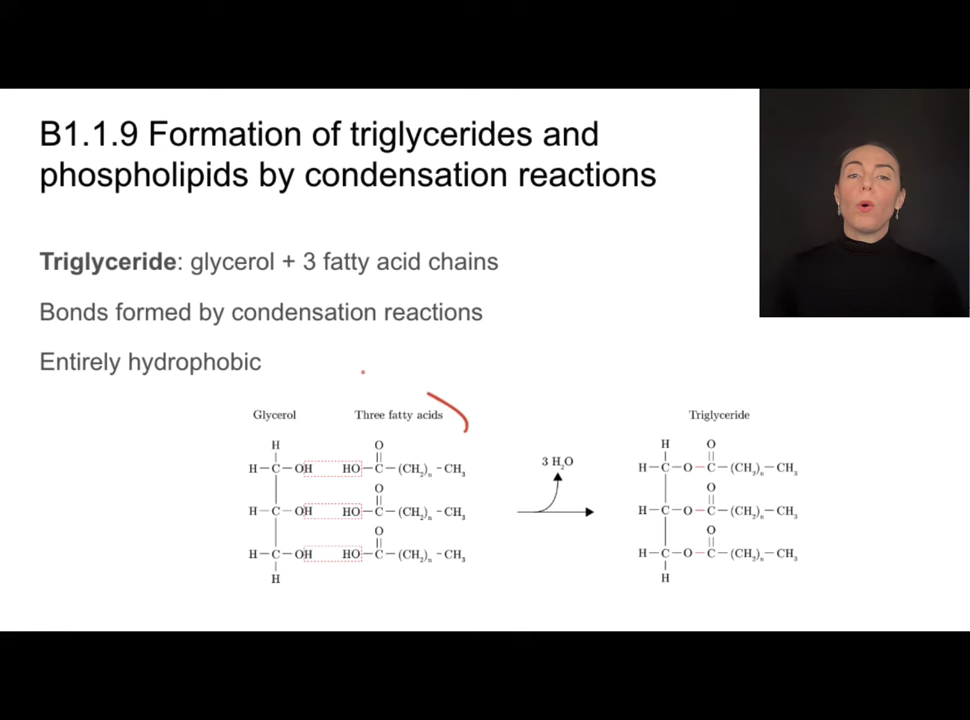 B1.1.9 Formation of triglycerides and
phospholipids by condensation reactions
Triglyceride: glycerol + 3 fatty acid chains
Bonds formed by condensation reactions
Entirely hydrophobic
Glycerol Three fatty acids Triglyceride
H O H O
H–C–OH HO–C–(CH₂)ₙ–CH₃ 3 H₂O H–C–O–C–(CH₂)ₙ–CH₃
O O
H–C–OH HO–C–(CH₂)ₙ–CH₃ H–C–O–C–(CH₂)ₙ–CH₃
O O
H–C–OH HO–C–(CH₂)ₙ–CH₃ H–C–O–C–(CH₂)ₙ–CH₃
H H